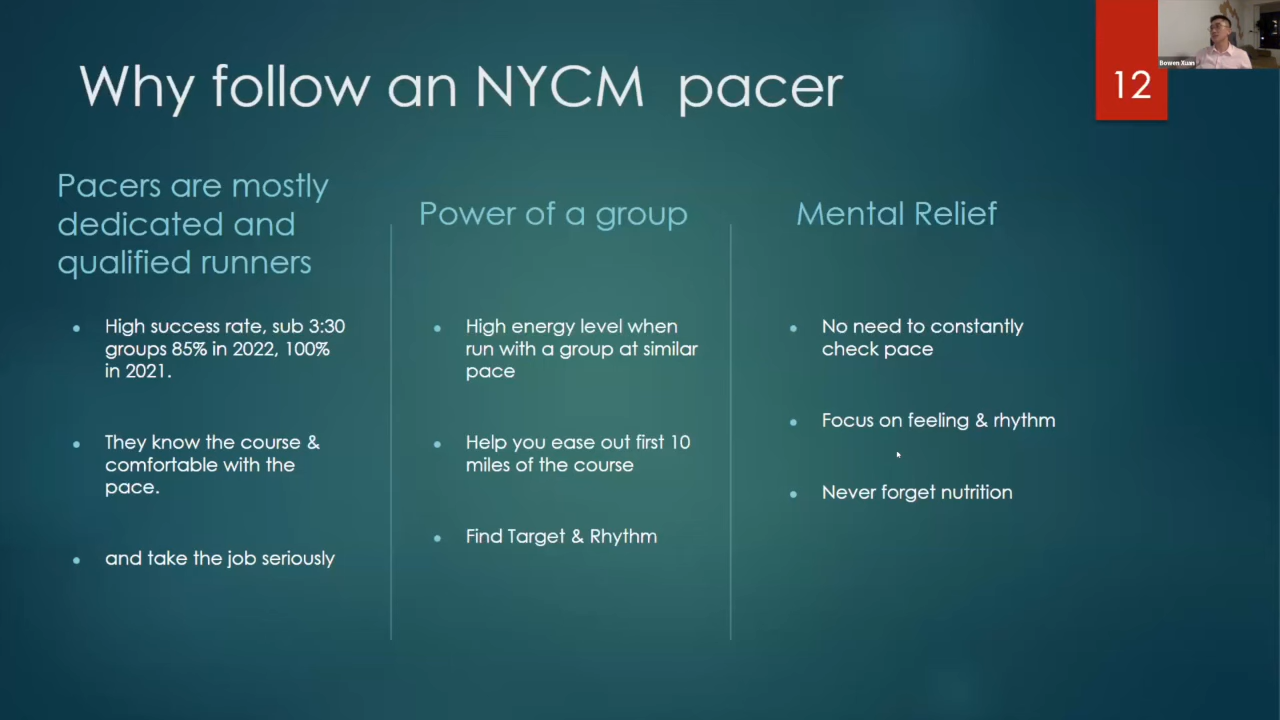 Why follow an NYCM pacer
12
Bowen Xuan
Pacers are mostly
dedicated and
qualified runners
High success rate, sub 3:30
groups 85% in 2022, 100%
in 2021.
They know the course &
comfortable with the
pace.
and take the job seriously
Power of a group
High energy level when
run with a group at similar
pace
Help you ease out first 10
miles of the course
Find Target & Rhythm
Mental Relief
No need to constantly
check pace
Focus on feeling & rhythm
Never forget nutrition